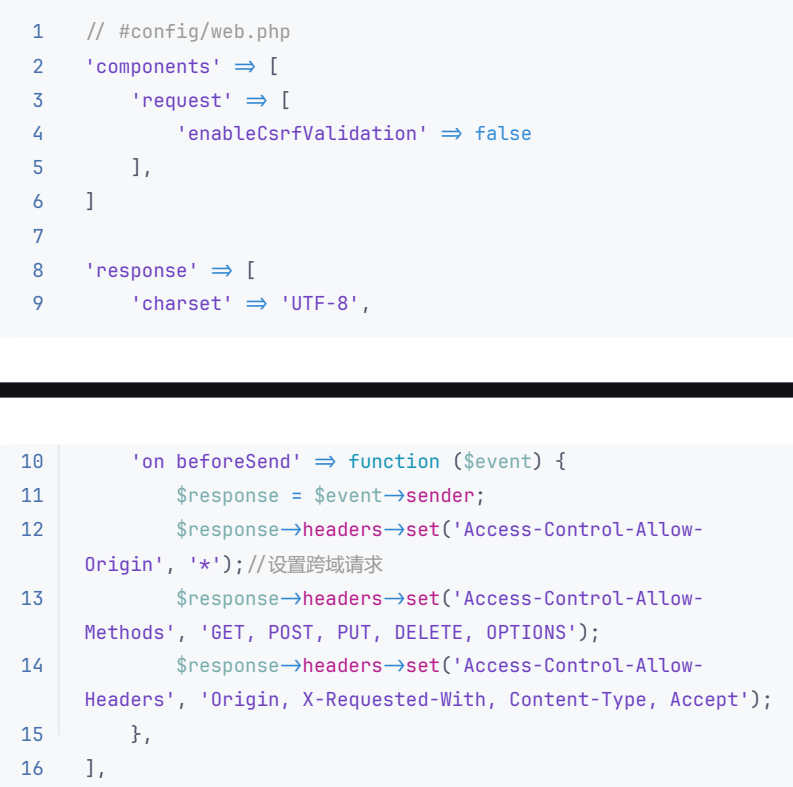 1 // #config/web.php
2 'components' => [
3     'request' => [
4         'enableCsrfValidation' => false
5     ],
6 ]
7
8 'response' => [
9     'charset' => 'UTF-8',
10     'on beforeSend' => function ($event) {
11         $response = $event->sender;
12         $response->headers->set('Access-Control-Allow-
Origin', '*');//设置跨域请求
13         $response->headers->set('Access-Control-Allow-
Methods', 'GET, POST, PUT, DELETE, OPTIONS');
14         $response->headers->set('Access-Control-Allow-
Headers', 'Origin, X-Requested-With, Content-Type, Accept');
15     },
16 ],